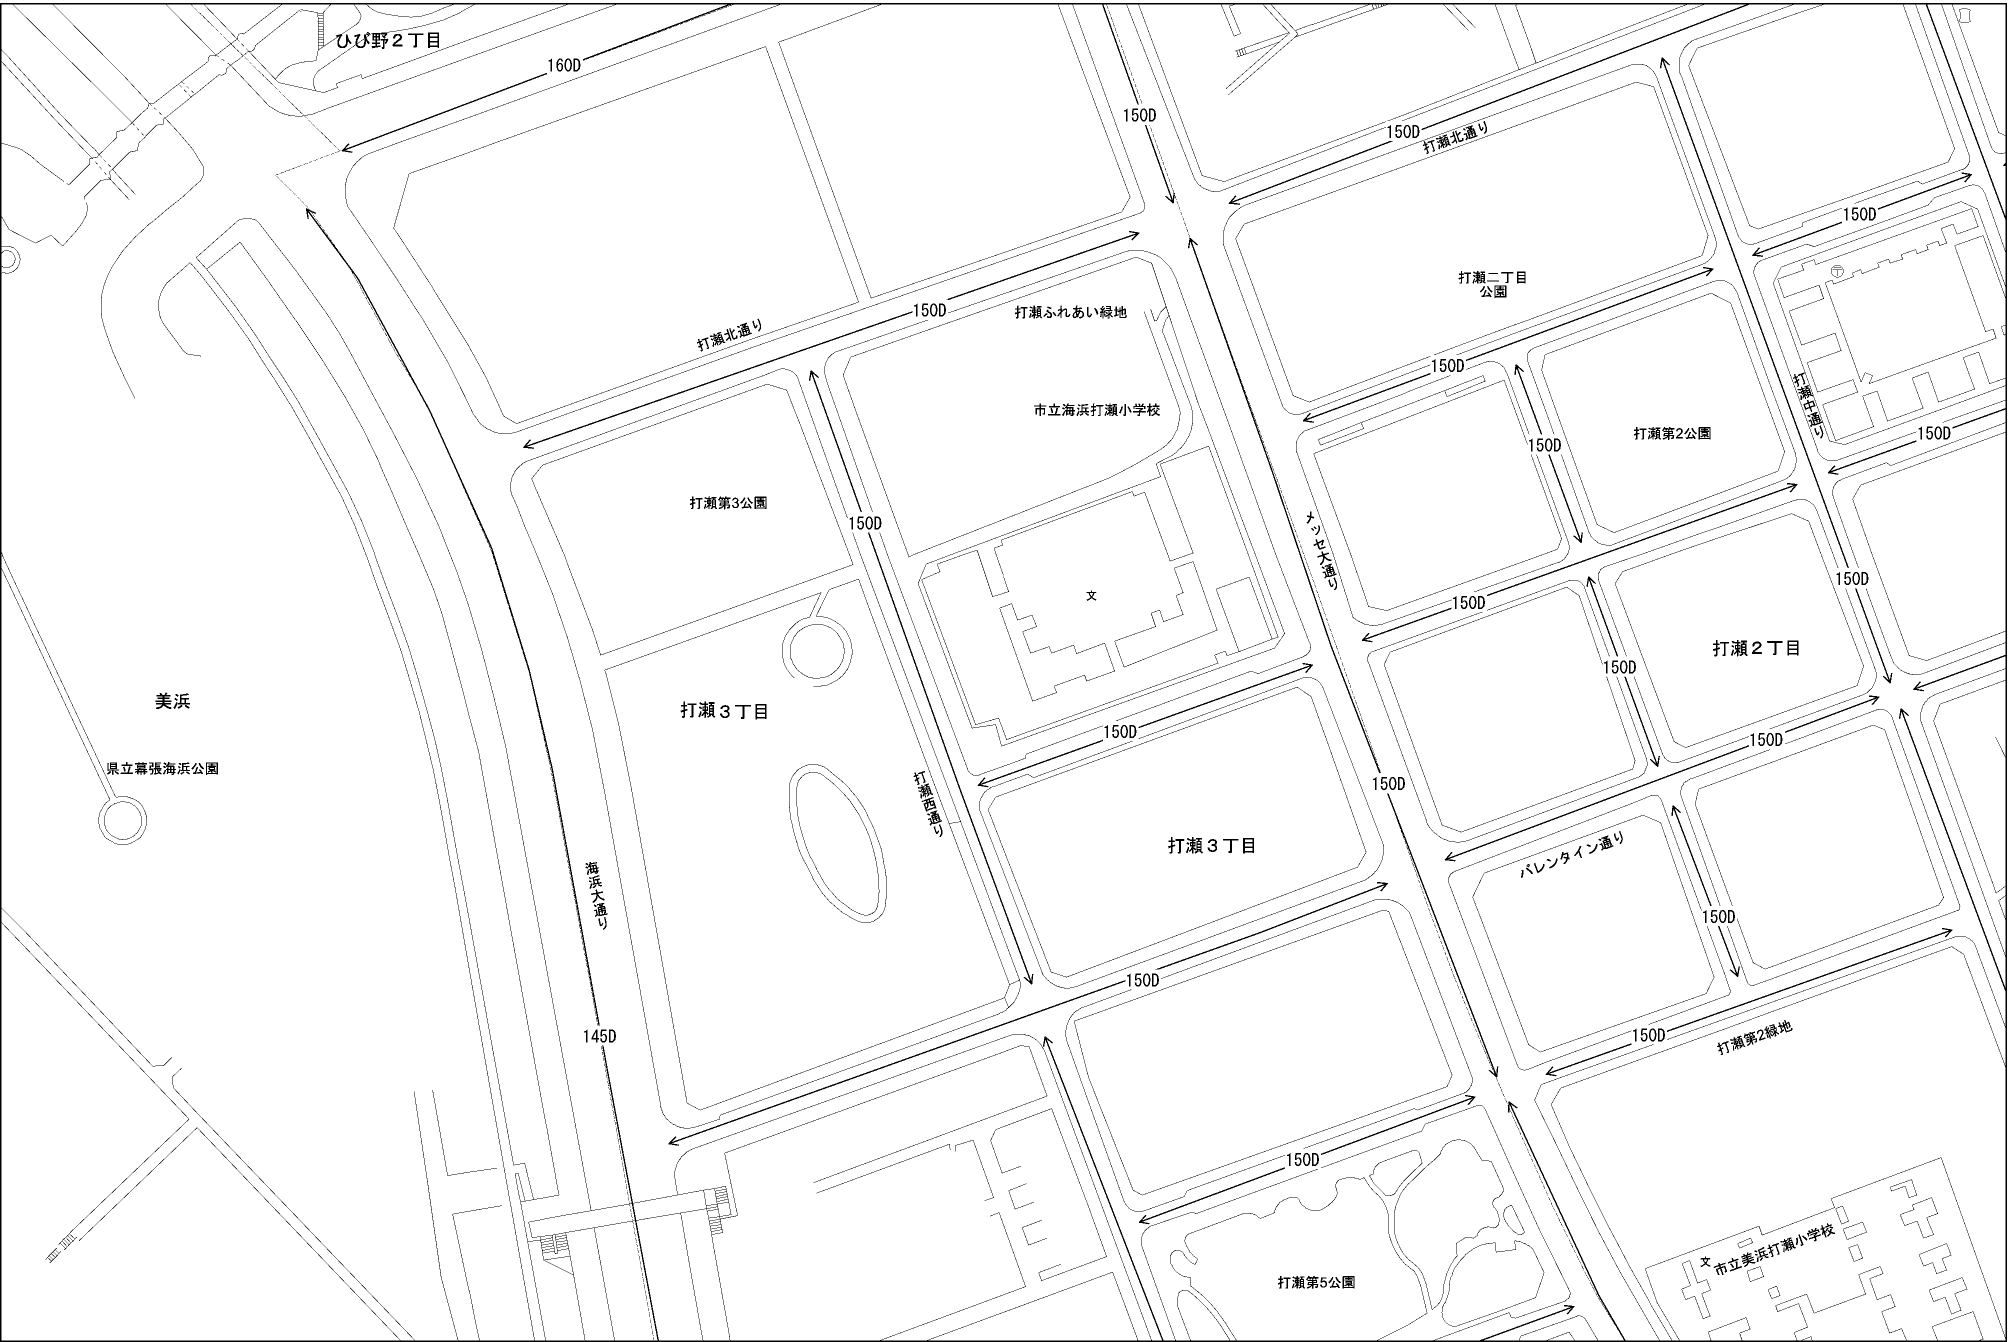 ひび野２丁目
160D
150D
150D
打瀬北通り
150D
打瀬二丁目
公園
150D
打瀬ふれあい緑地
打瀬北通り
150D
打瀬中通り
市立海浜打瀬小学校
打瀬第2公園
150D
150D
打瀬第3公園
150D
メッセ大通り
150D
150D
文
打瀬２丁目
150D
美浜
打瀬３丁目
150D
150D
県立幕張海浜公園
150D
打瀬西通り
打瀬３丁目
バレンタイン通り
海浜大通り
150D
150D
145D
150D
打瀬第2緑地
150D
文
市立美浜打瀬小学校
打瀬第5公園